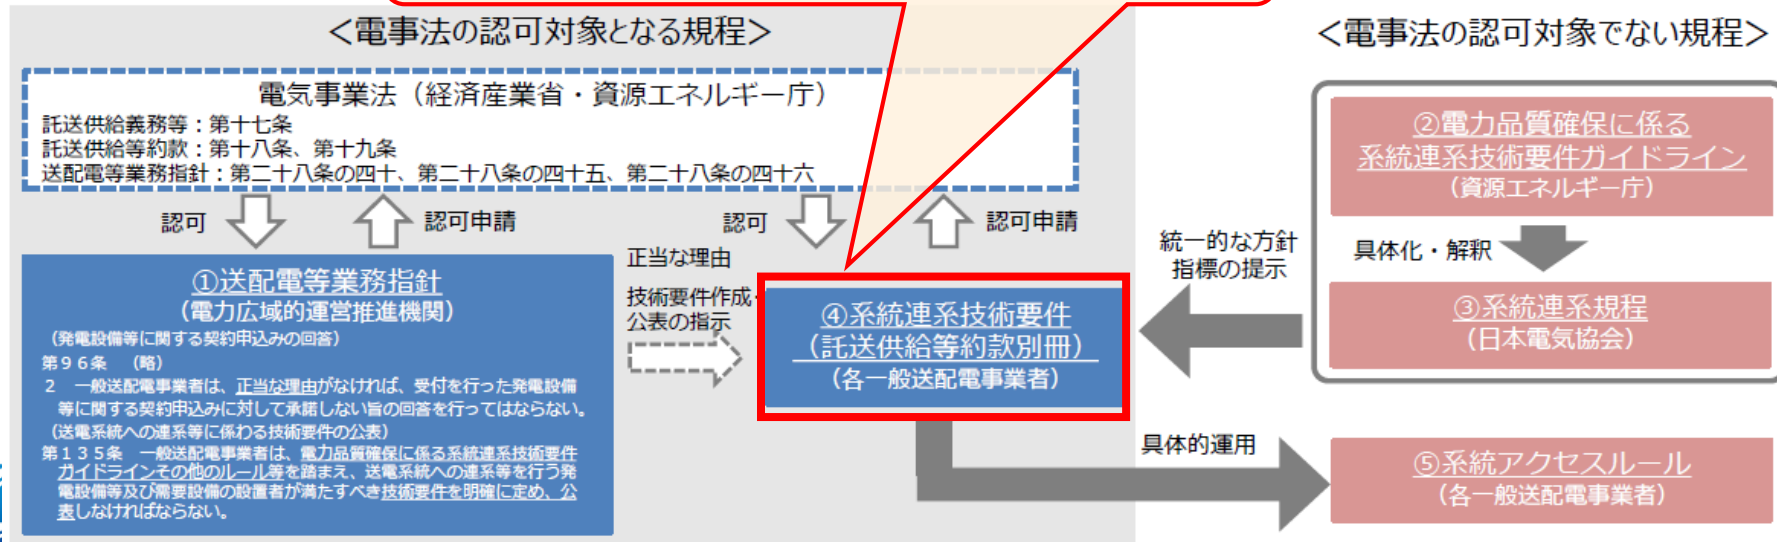 ＜電事法の認可対象となる規程＞
電気事業法（経済産業省・資源エネルギー庁）
託送供給義務等：第十七条
託送供給等約款：第十八条、第十九条
送配電等業務指針：第二十八条の四十、第二十八条の四十五、第二十八条の四十六
認可
認可申請
認可
認可申請
①送配電等業務指針
（電力広域的運営推進機関）
（発電設備等に関する契約申込みの回答）
第９６条　（略）
２　一般送配電事業者は、正当な理由がなければ、受付を行った発電設備
等に関する契約申込みに対して承諾しない旨の回答を行ってはならない。
（送電系統への連系等に係わる技術要件の公表）
第１３５条　一般送配電事業者は、電力品質確保に係る系統連系技術要件
ガイドラインその他のルール等を踏まえ、送電系統への連系等を行う発
電設備等及び需要設備の設置者が満たすべき技術要件を明確に定め、公
表しなければならない。
正当な理由
技術要件作成・
公表の指示
④系統連系技術要件
（託送供給等約款別冊）
（各一般送配電事業者）
＜電事法の認可対象でない規程＞
②電力品質確保に係る
系統連系技術要件ガイドライン
（資源エネルギー庁）
統一的な方針
指標の提示
具体化・解釈
③系統連系規程
（日本電気協会）
具体的運用
⑤系統アクセスルール
（各一般送配電事業者）